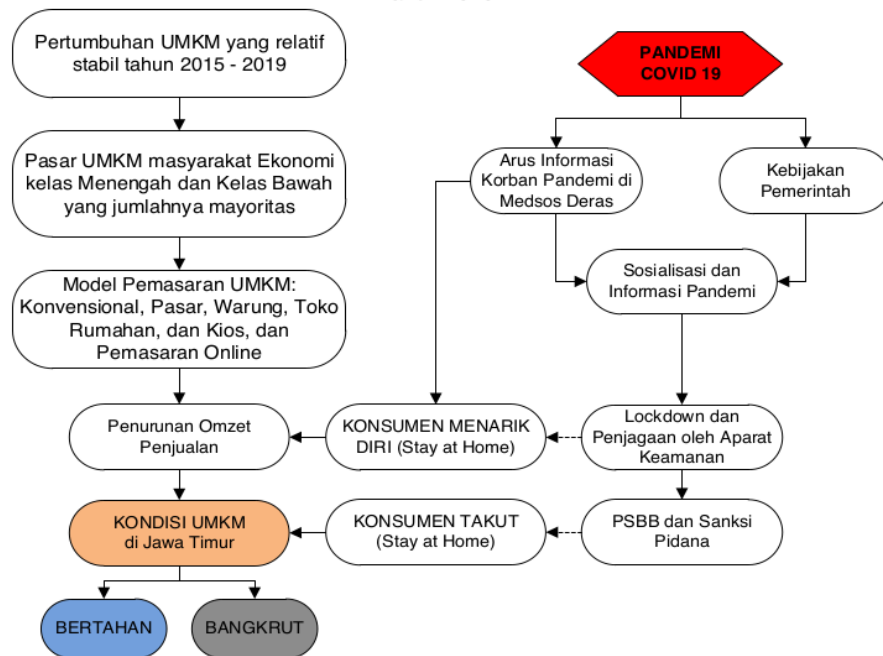 Pertumbuhan UMKM yang relatif
stabil tahun 2015 - 2019
Pasar UMKM masyarakat Ekonomi
kelas Menengah dan Kelas Bawah
yang jumlahnya mayoritas
Model Pemasaran UMKM:
Konvensional, Pasar, Warung, Toko
Rumahan, dan Kios, dan
Pemasaran Online
Penurunan Omzet
Penjualan
KONDISI UMKM
di Jawa Timur
BERTAHAN
BANGKRUT
PANDEMI
COVID 19
Arus Informasi
Korban Pandemi di
Medsos Deras
Kebijakan
Pemerintah
Sosialisasi dan
Informasi Pandemi
KONSUMEN MENARIK
DIRI (Stay at Home)
Lockdown dan
Penjagaan oleh Aparat
Keamanan
KONSUMEN TAKUT
(Stay at Home)
PSBB dan Sanksi
Pidana